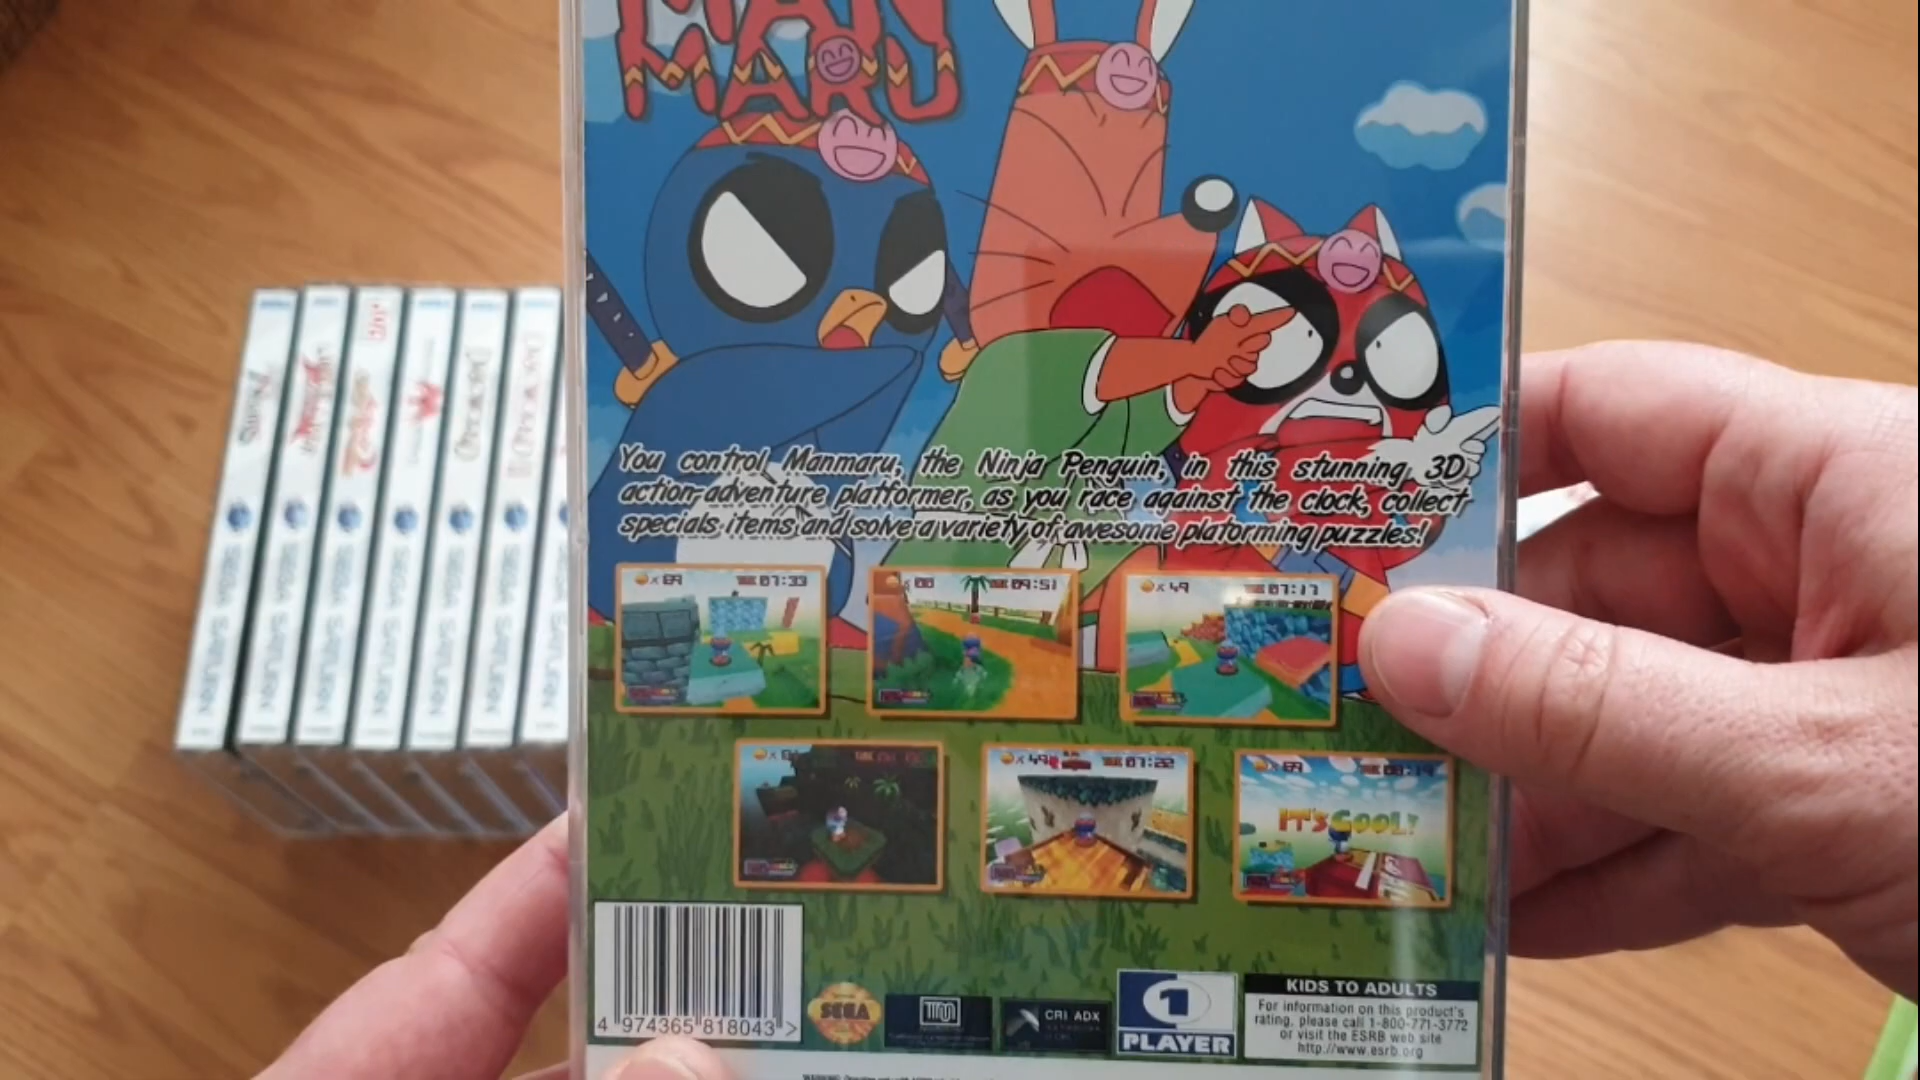 MAN
MARU
You control Manmaru, the Ninja Penguin, in this stunning 3D
action-adventure platformer, as you race against the clock, collect
specials items and solve a variety of awesome platorming puzzles!
x 89 07:33
x 00 09:51
x 49 07:17
x 49 07:22
x 89
IT'S COOL!
SEGA SATURN
SEGA SATURN
SEGA SATURN
SEGA SATURN
SEGA SATURN
SEGA SATURN
4 974365 818043 >
SEGA
CRI ADX
1
PLAYER
KIDS TO ADULTS
For information on this product's
rating, please call 1-800-771-3772
or visit the ESRB web site
http://www.esrb.org